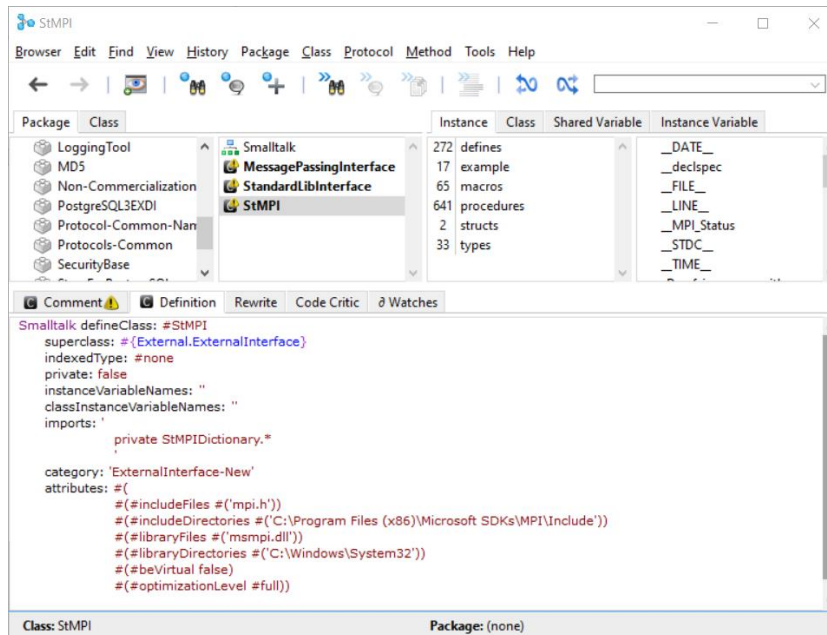 StMPI
Browser Edit Find View History Package Class Protocol Method Tools Help
Package Class
LoggingTool
MD5
Non-Commercialization
PostgreSQL3EXDI
Protocol-Common-Nam
Protocols-Common
SecurityBase
Smalltalk
MessagePassingInterface
StandardLibInterface
StMPI
Instance Class Shared Variable Instance Variable
272 defines
17 example
65 macros
641 procedures
2 structs
33 types
__DATE__
__declspec
__FILE__
__LINE__
__MPI_Status
__STDC__
__TIME__
Comment Definition Rewrite Code Critic ∂ Watches
Smalltalk defineClass: #StMPI
superclass: #{External.ExternalInterface}
indexedType: #none
private: false
instanceVariableNames: ''
classInstanceVariableNames: ''
imports: '
private StMPIDictionary.*
'
category: 'ExternalInterface-New'
attributes: #(
#(#includeFiles #('mpi.h'))
#(#includeDirectories #('C:\Program Files (x86)\Microsoft SDKs\MPI\Include'))
#(#libraryFiles #('msmpi.dll'))
#(#libraryDirectories #('C:\Windows\System32'))
#(#beVirtual false)
#(#optimizationLevel #full))
Class: StMPI Package: (none)